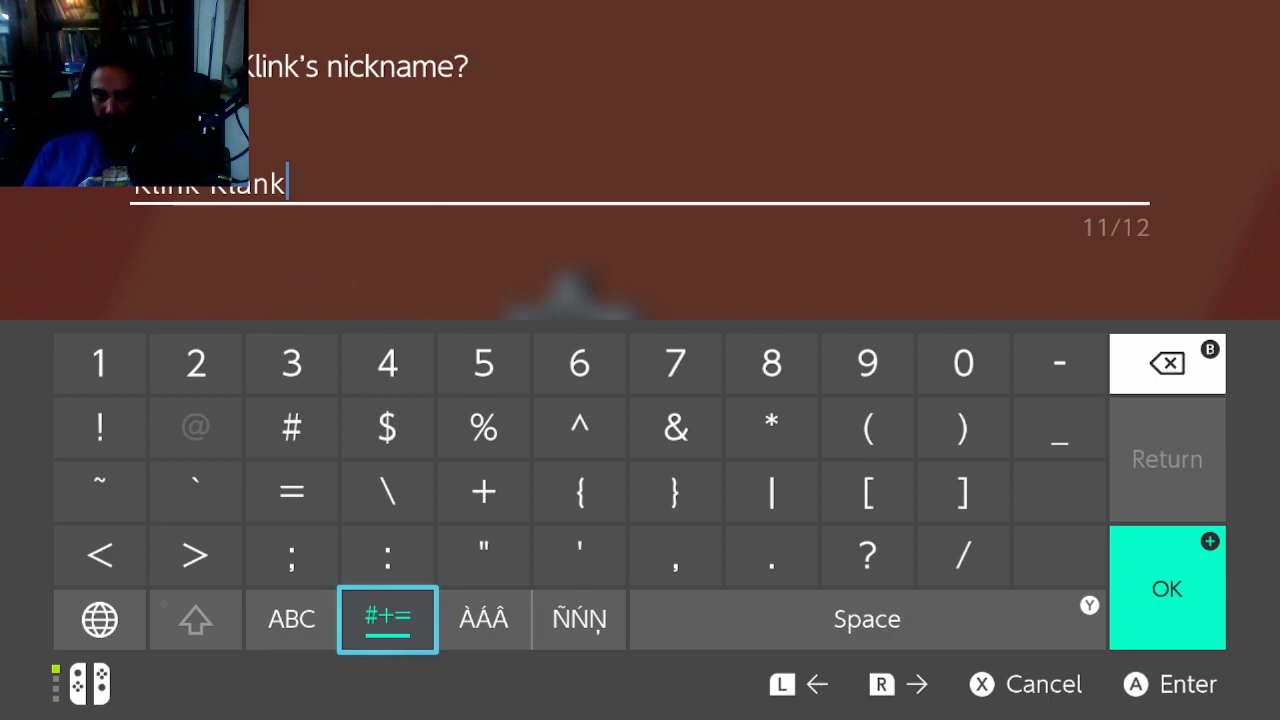 Klink's nickname?
Klink Klank
11/12
1 2 3 4 5 6 7 8 9 0 - B
! @ # $ % ^ & * ( ) _
Return
~ ` = \ + { } | [ ]
< > ; : " ' , . ? / +
OK
ABC #+= ÀÁÂ ÑŃŅ Space Y
L ← R → X Cancel A Enter